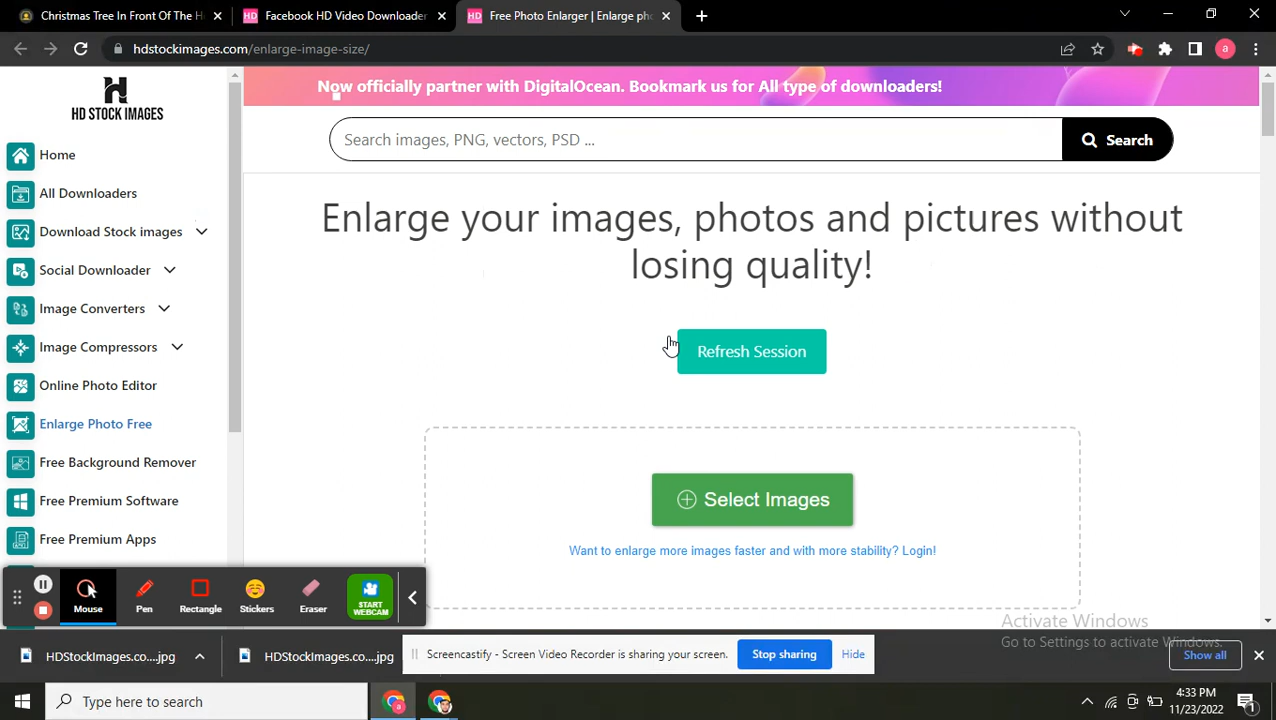 Christmas Tree In Front Of The H
Facebook HD Video Downloader
HD
Free Photo Enlarger | Enlarge pho
HD
hdstockimages.com/enlarge-image-size/
a
H
HD STOCK IMAGES
Now officially partner with DigitalOcean. Bookmark us for All type of downloaders!
Search images, PNG, vectors, PSD ...
Search
Home
All Downloaders
Download Stock images
Social Downloader
Image Converters
Image Compressors
Online Photo Editor
Enlarge Photo Free
Free Background Remover
Free Premium Software
Free Premium Apps
Enlarge your images, photos and pictures without
losing quality!
Refresh Session
Select Images
Want to enlarge more images faster and with more stability? Login!
Mouse
Pen
Rectangle
Stickers
Eraser
START
WEBCAM
Activate Windows
Go to Settings to activate Windows.
HDStockImages.co....jpg
HDStockImages.co....jpg
Screencastify - Screen Video Recorder is sharing your screen.
Stop sharing
Hide
Show all
Type here to search
a
4:33 PM
11/23/2022
1